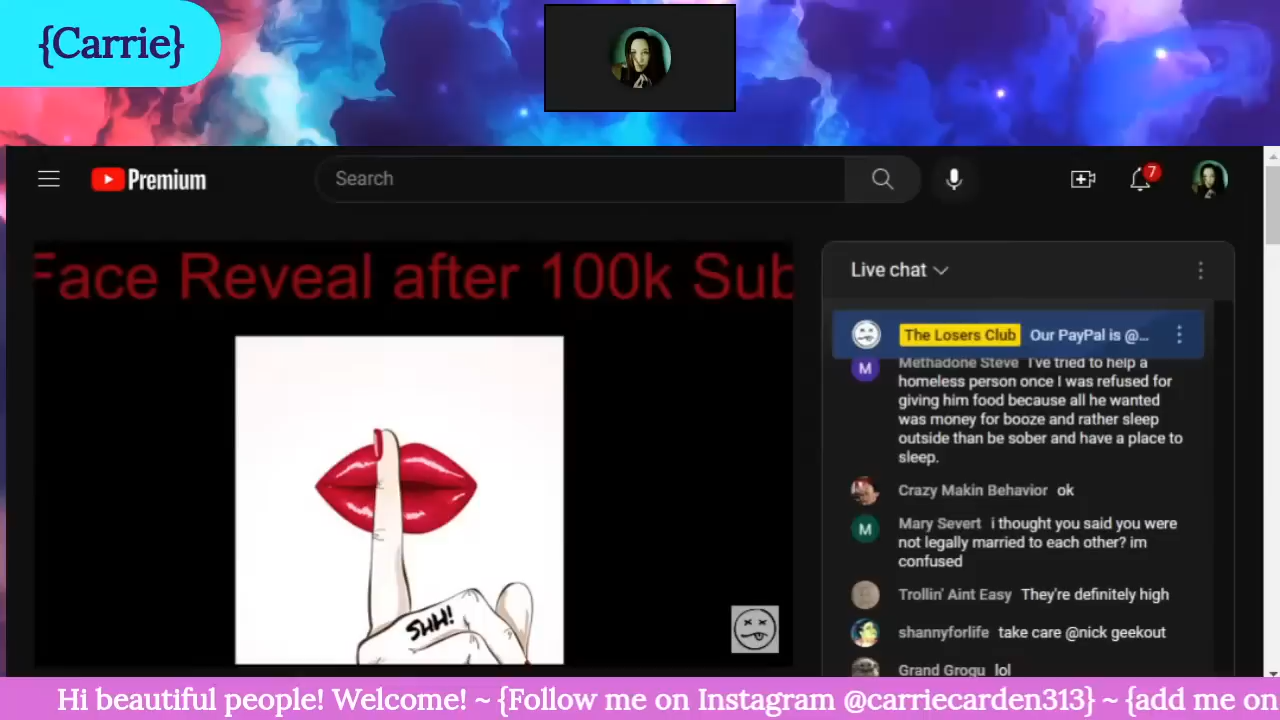 {Carrie}
Premium
Search
7
Face Reveal after 100k Sub
SHH!
Live chat
The Losers Club Our PayPal is @...
M
Methadone Steve I've tried to help a
homeless person once I was refused for
giving him food because all he wanted
was money for booze and rather sleep
outside than be sober and have a place to
sleep.
Crazy Makin Behavior ok
M
Mary Severt i thought you said you were
not legally married to each other? im
confused
Trollin' Aint Easy They're definitely high
shannyforlife take care @nick geekout
Grand Grogu lol
Hi beautiful people! Welcome! ~ {Follow me on Instagram @carriecarden313} ~ {add me on